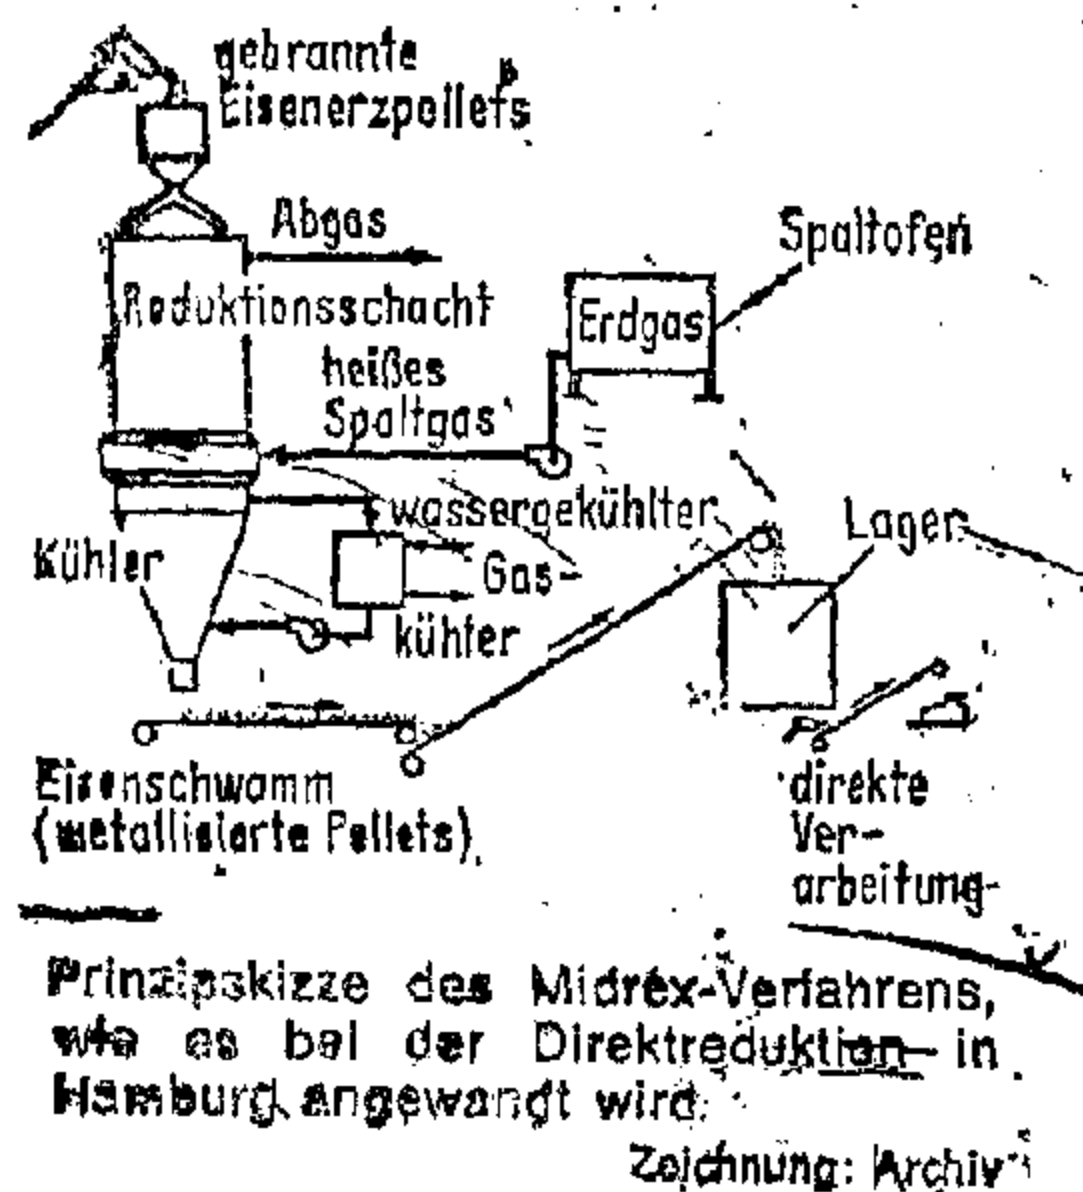 gebrannte
Eisenerzpellets
Abgas
Spaltofen
Reduktionsschacht
Erdgas
heißes
Spaltgas
wassergekühlter
Gas-
kühler
Lager
Kühler
Eisenschwamm
(metallisierte Pellets)
direkte
Ver-
arbeitung
Prinzipskizze des Midrex-Verfahrens,
wie es bei der Direktreduktion in
Hamburg angewandt wird.
Zeichnung: Archiv